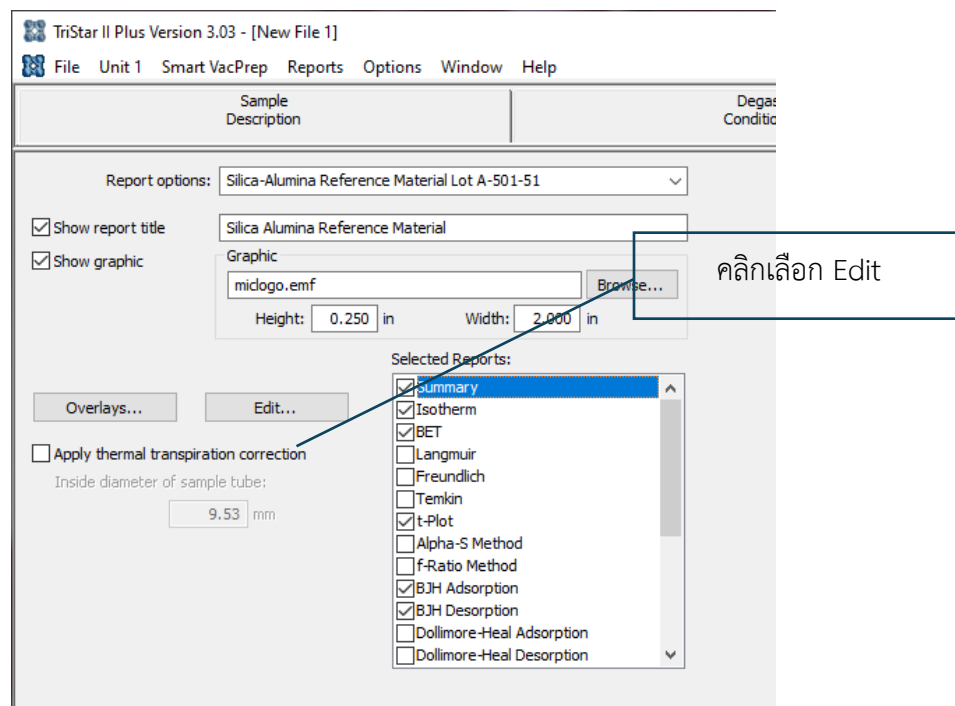 TriStar II Plus Version 3.03 - [New File 1]
File Unit 1 Smart VacPrep Reports Options Window Help
Sample
Description
Degas
Conditio
Report options: Silica-Alumina Reference Material Lot A-501-51
Show report title Silica Alumina Reference Material
Show graphic
Graphic
miclogo.emf Browse...
Height: 0.250 in Width: 2.000 in
คลิกเลือก Edit
Selected Reports:
Summary
Overlays... Edit...
Isotherm
BET
Apply thermal transpiration correction
Langmuir
Inside diameter of sample tube:
Freundlich
Temkin
9.53 mm
t-Plot
Alpha-S Method
f-Ratio Method
BJH Adsorption
BJH Desorption
Dollimore-Heal Adsorption
Dollimore-Heal Desorption